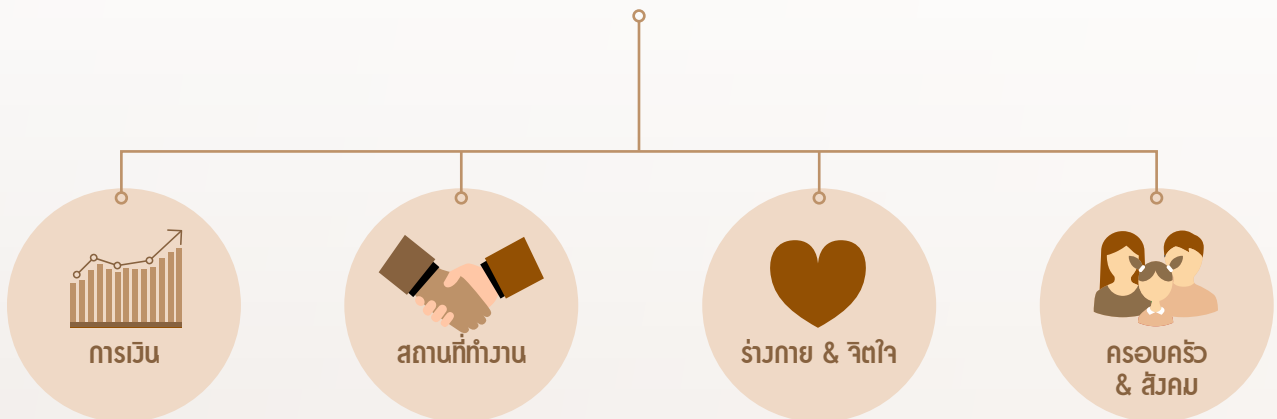 การเงิน
สถานที่ทำงาน
ร่างกาย & จิตใจ
ครอบครัว
& สังคม